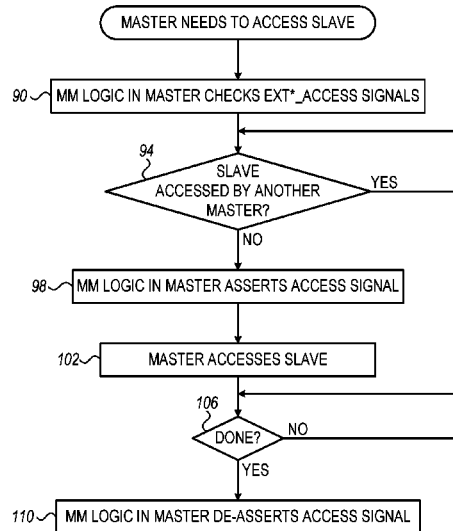 MASTER NEEDS TO ACCESS SLAVE
90
MM LOGIC IN MASTER CHECKS EXT*_ACCESS SIGNALS
94
SLAVE
ACCESSED BY ANOTHER
MASTER?
YES
NO
98
MM LOGIC IN MASTER ASSERTS ACCESS SIGNAL
102
MASTER ACCESSES SLAVE
106
DONE?
NO
YES
110
MM LOGIC IN MASTER DE-ASSERTS ACCESS SIGNAL